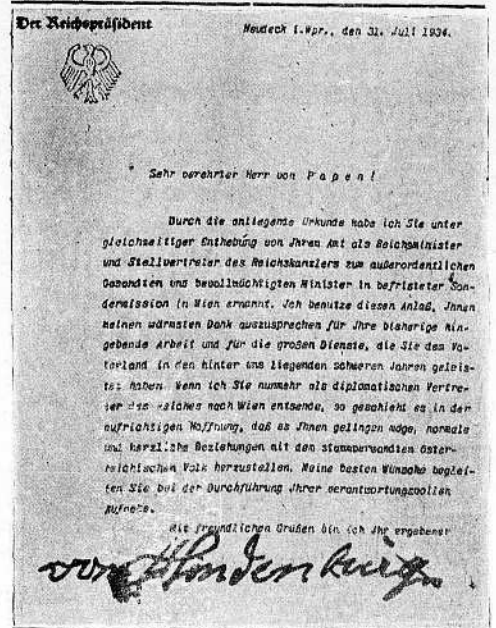 Der Reichspräsident
Neudeck i.Wpr., den 31. Juli 1934.
Sehr verehrter Herr von Papen!
Durch die anliegende Urkunde habe ich Sie unter
gleichzeitiger Enthebung von Ihrem Amt als Reichsminister
und Stellvertreter des Reichskanzlers zum außerordentlichen
Gesandten und bevollmächtigten Minister in befristeter Son-
dermission in Wien ernannt. Ich benutze diesen Anlaß, Ihnen
meinen wärmsten Dank auszusprechen für Ihre bisherige hin-
gebende Arbeit und für die großen Dienste, die Sie dem Va-
terland in den hinter uns liegenden schweren Jahren geleis-
tet haben. Wenn ich Sie nunmehr als diplomatischen Vertre-
ter des Reiches nach Wien entsende, so geschieht es in der
aufrichtigen Hoffnung, daß es Ihnen gelingen möge, normale
und herzliche Beziehungen mit dem stammverwandten öster-
reichischen Volk herzustellen. Meine besten Wünsche beglei-
ten Sie bei der Durchführung Ihrer verantwortungsvollen
Aufgabe.
Mit freundlichen Grüßen bin ich Ihr ergebener
von Hindenburg